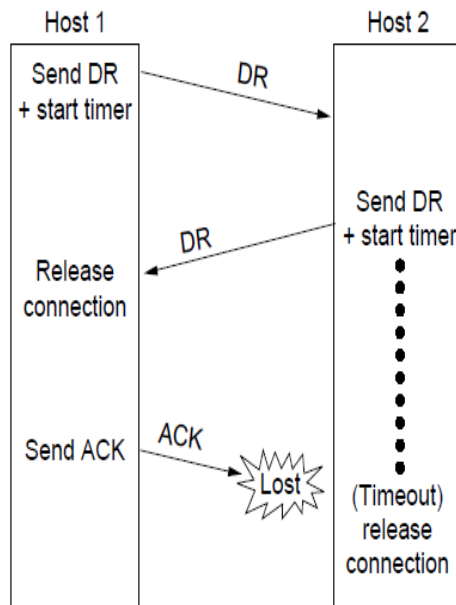 Host 1
Host 2
Send DR
+ start timer
DR
Send DR
+ start timer
DR
Release
connection
Send ACK
ACK
Lost
(Timeout)
release
connection